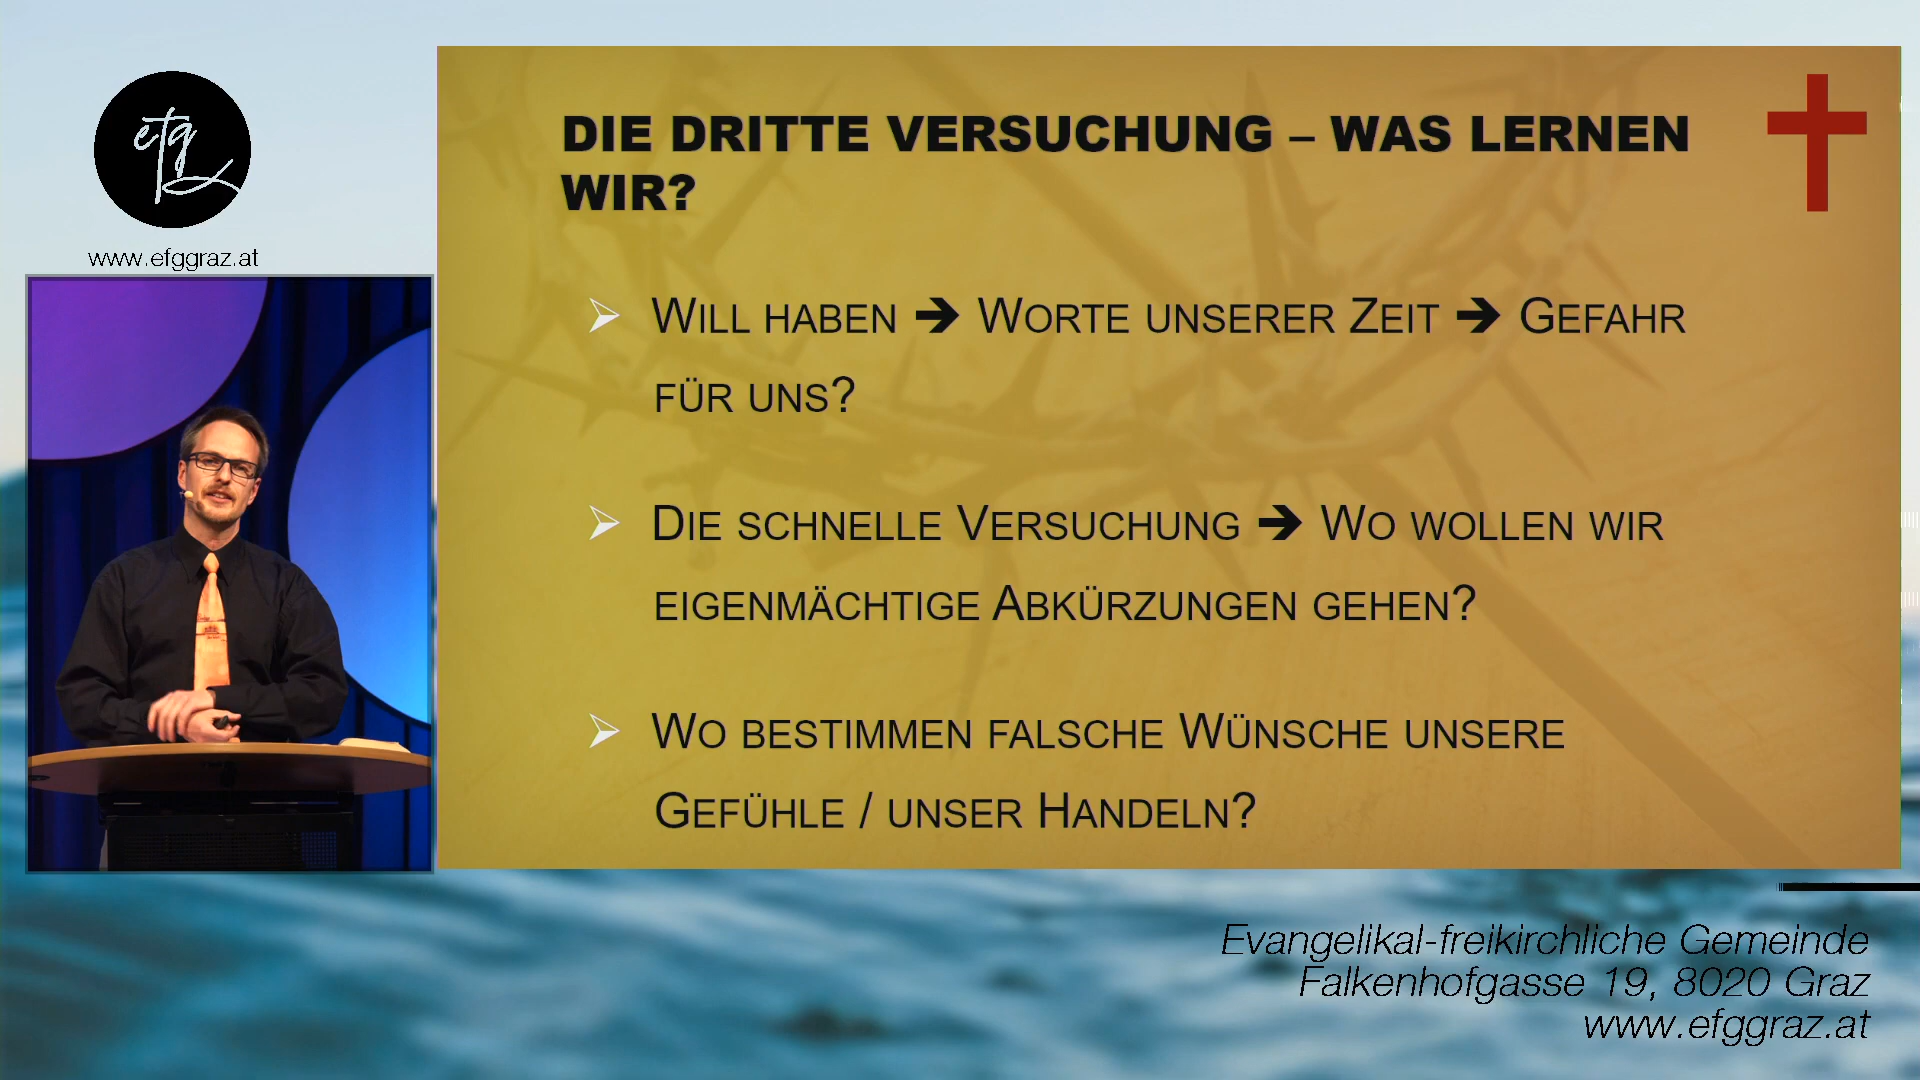 efg
www.efggraz.at
DIE DRITTE VERSUCHUNG – WAS LERNEN
WIR?
WILL HABEN ➔ WORTE UNSERER ZEIT ➔ GEFAHR
FÜR UNS?
DIE SCHNELLE VERSUCHUNG ➔ WO WOLLEN WIR
EIGENMÄCHTIGE ABKÜRZUNGEN GEHEN?
WO BESTIMMEN FALSCHE WÜNSCHE UNSERE
GEFÜHLE / UNSER HANDELN?
Evangelikal-freikirchliche Gemeinde
Falkenhofgasse 19, 8020 Graz
www.efggraz.at